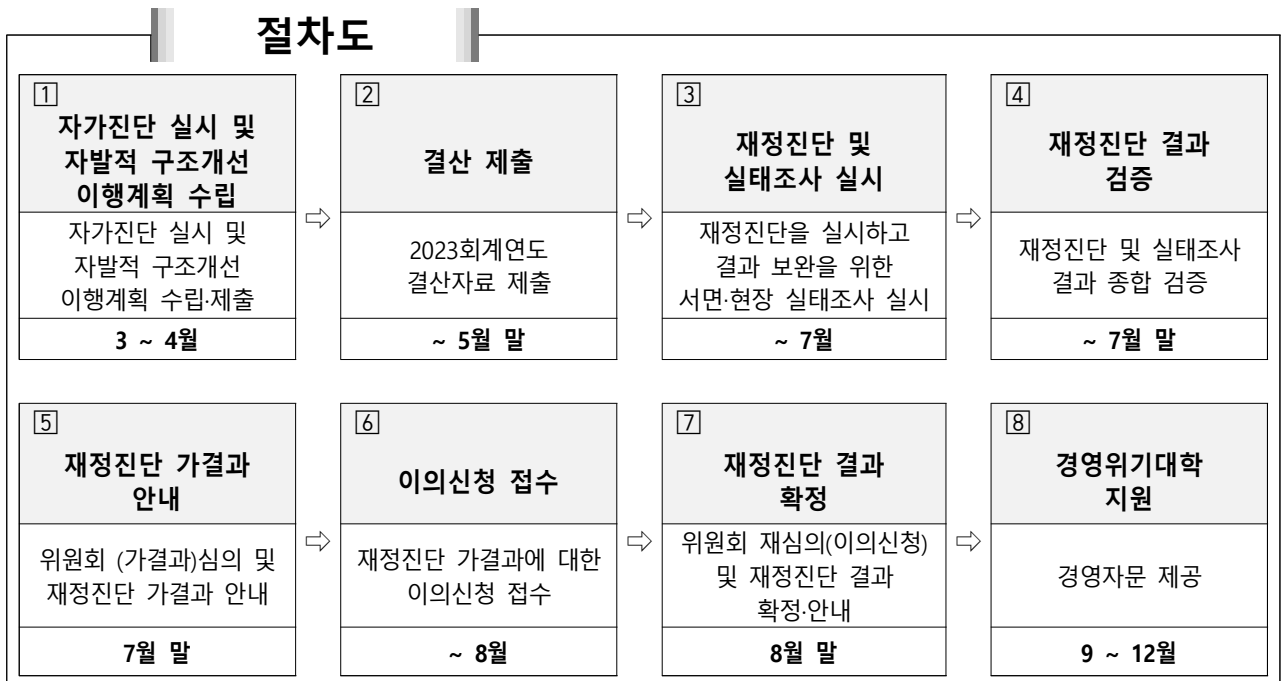 절차도
1
자가진단 실시 및
자발적 구조개선
이행계획 수립
자가진단 실시 및
자발적 구조개선
이행계획 수립·제출
3 ~ 4월
⇨
2
결산 제출
2023회계연도
결산자료 제출
~ 5월 말
⇨
3
재정진단 및
실태조사 실시
재정진단을 실시하고
결과 보완을 위한
서면·현장 실태조사 실시
~ 7월
⇨
4
재정진단 결과
검증
재정진단 및 실태조사
결과 종합 검증
~ 7월 말
5
재정진단 가결과
안내
위원회 (가결과)심의 및
재정진단 가결과 안내
7월 말
⇨
6
이의신청 접수
재정진단 가결과에 대한
이의신청 접수
~ 8월
⇨
7
재정진단 결과
확정
위원회 재심의(이의신청)
및 재정진단 결과
확정·안내
8월 말
⇨
8
경영위기대학
지원
경영자문 제공
9 ~ 12월